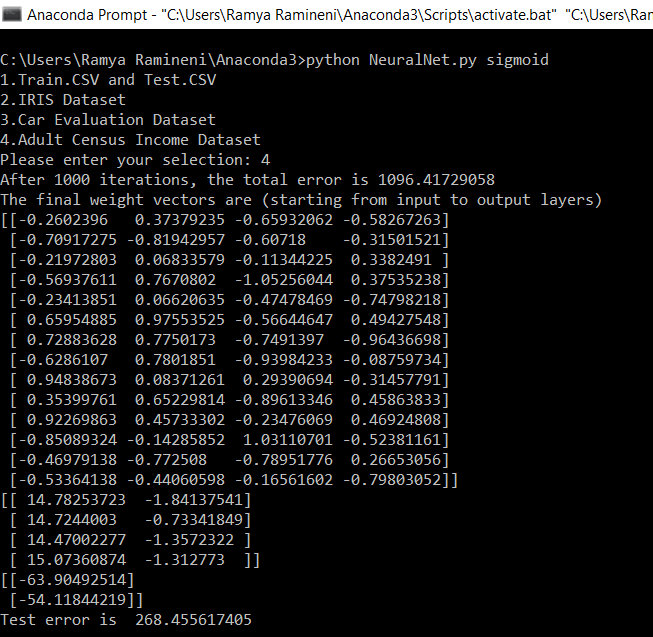 Anaconda Prompt - "C:\Users\Ramya Ramineni\Anaconda3\Scripts\activate.bat" "C:\Users\Ram
C:\Users\Ramya Ramineni\Anaconda3>python NeuralNet.py sigmoid
1.Train.CSV and Test.CSV
2.IRIS Dataset
3.Car Evaluation Dataset
4.Adult Census Income Dataset
Please enter your selection: 4
After 1000 iterations, the total error is 1096.41729058
The final weight vectors are (starting from input to output layers)
[[-0.2602396   0.37379235 -0.65932062 -0.58267263]
 [-0.70917275 -0.81942957 -0.60718    -0.31501521]
 [-0.21972803  0.06833579 -0.11344225  0.3382491 ]
 [-0.56937611  0.7670802  -1.05256044  0.37535238]
 [-0.23413851  0.06620635 -0.47478469 -0.74798218]
 [ 0.65954885  0.97553525 -0.56644647  0.49427548]
 [ 0.72883628  0.7750173  -0.7491397  -0.96436698]
 [-0.6286107   0.7801851  -0.93984233 -0.08759734]
 [ 0.94838673  0.08371261  0.29390694 -0.31457791]
 [ 0.35399761  0.65229814 -0.89613346  0.45863833]
 [ 0.92269863  0.45733302 -0.23476069  0.46924808]
 [-0.85089324 -0.14285852  1.03110701 -0.52381161]
 [-0.46979138 -0.772508   -0.78951776  0.26653056]
 [-0.53364138 -0.44060598 -0.16561602 -0.79803052]]
[[ 14.78253723  -1.84137541]
 [ 14.7244003   -0.73341849]
 [ 14.47002277  -1.3572322 ]
 [ 15.07360874  -1.312773  ]]
[[-63.90492514]
 [-54.11844219]]
Test error is  268.455617405